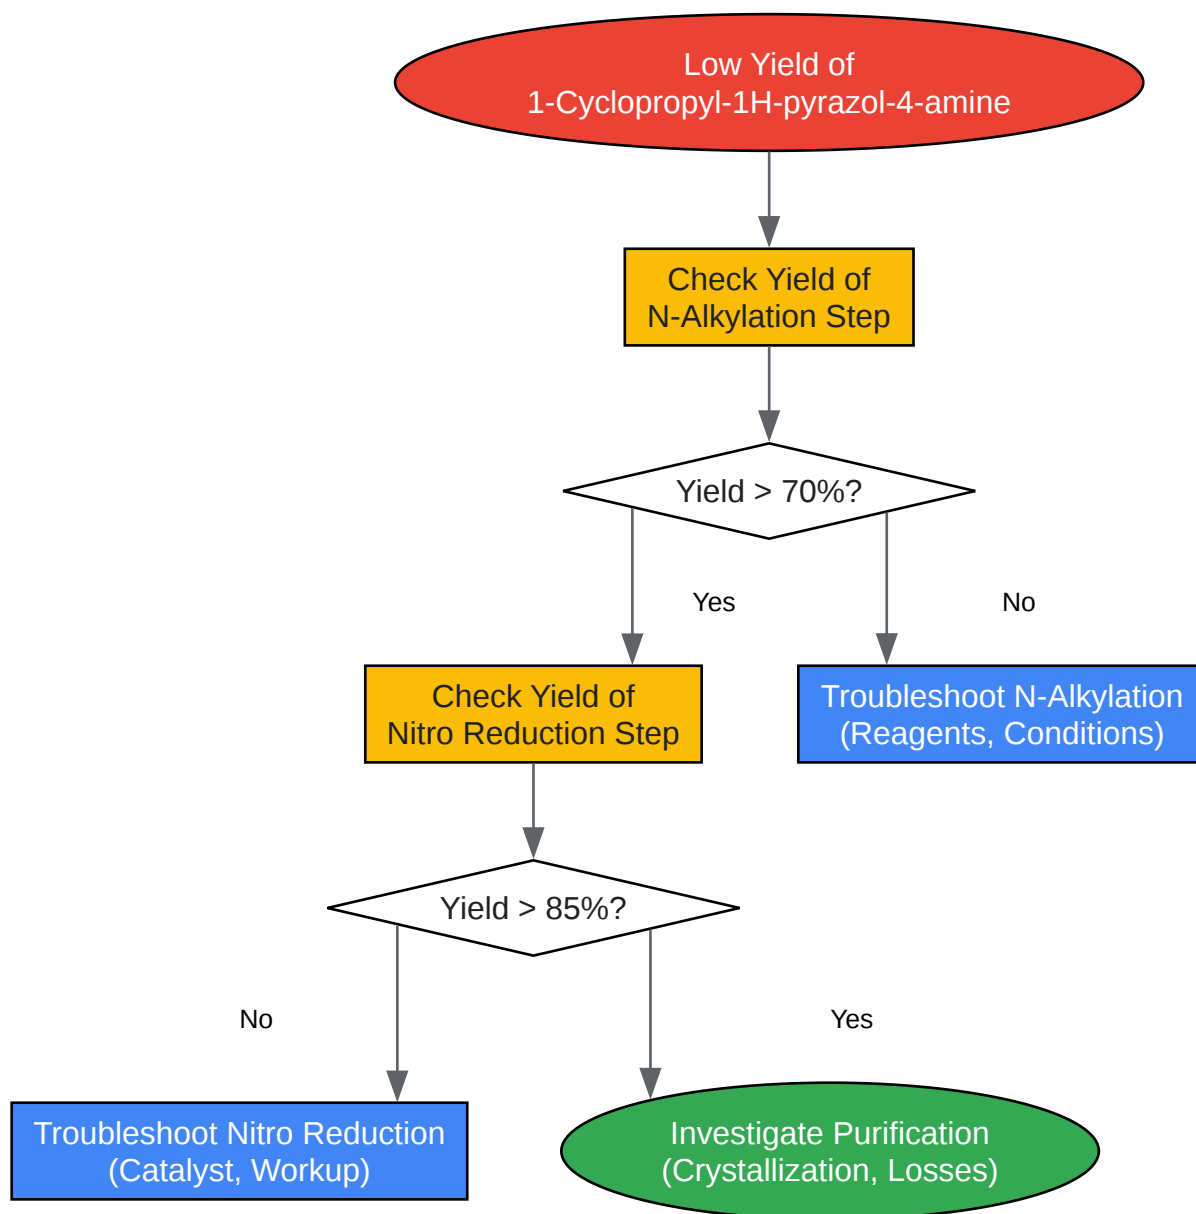 Low Yield of
1-Cyclopropyl-1H-pyrazol-4-amine
Check Yield of
N-Alkylation Step
Yield > 70%?
Yes
No
Check Yield of
Nitro Reduction Step
Troubleshoot N-Alkylation
(Reagents, Conditions)
Yield > 85%?
No
Yes
Troubleshoot Nitro Reduction
(Catalyst, Workup)
Investigate Purification
(Crystallization, Losses)